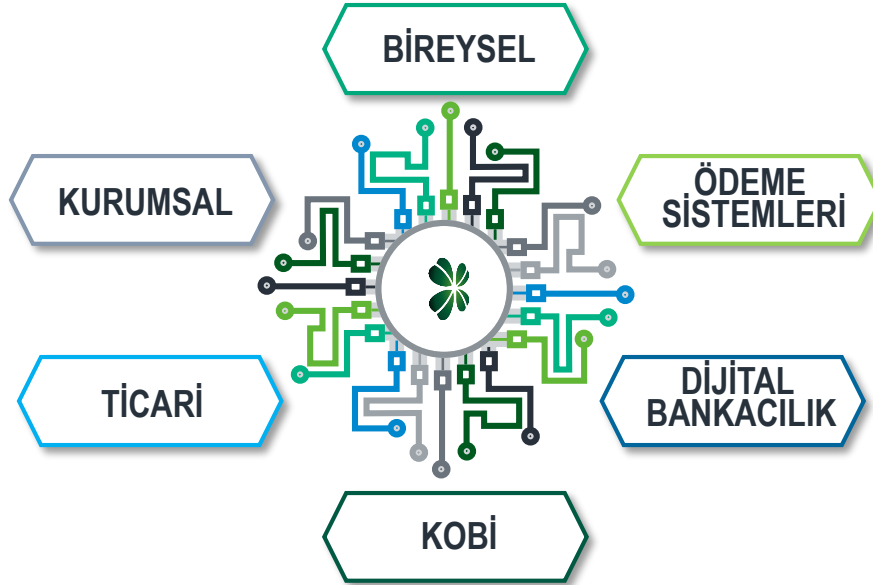 BİREYSEL
KURUMSAL
ÖDEME
SİSTEMLERİ
TİCARİ
DİJİTAL
BANKACILIK
KOBİ